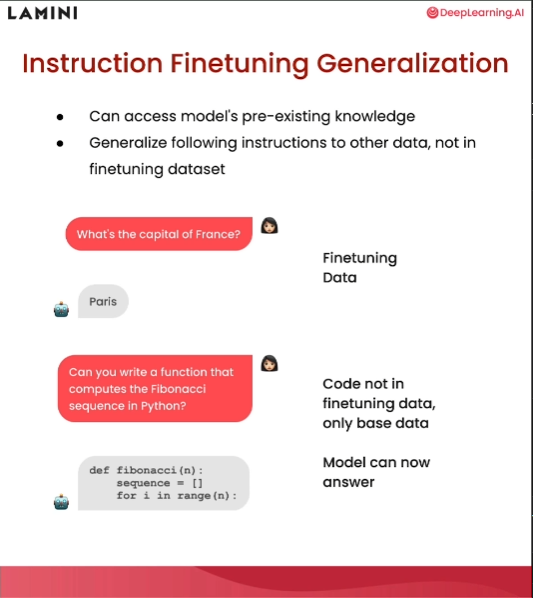 LAMINI
DeepLearning.AI
Instruction Finetuning Generalization
● Can access model's pre-existing knowledge
● Generalize following instructions to other data, not in
finetuning dataset
What's the capital of France?
Finetuning
Data
Paris
Can you write a function that
computes the Fibonacci
sequence in Python?
Code not in
finetuning data,
only base data
Model can now
answer
def fibonacci(n):
    sequence = []
    for i in range(n):